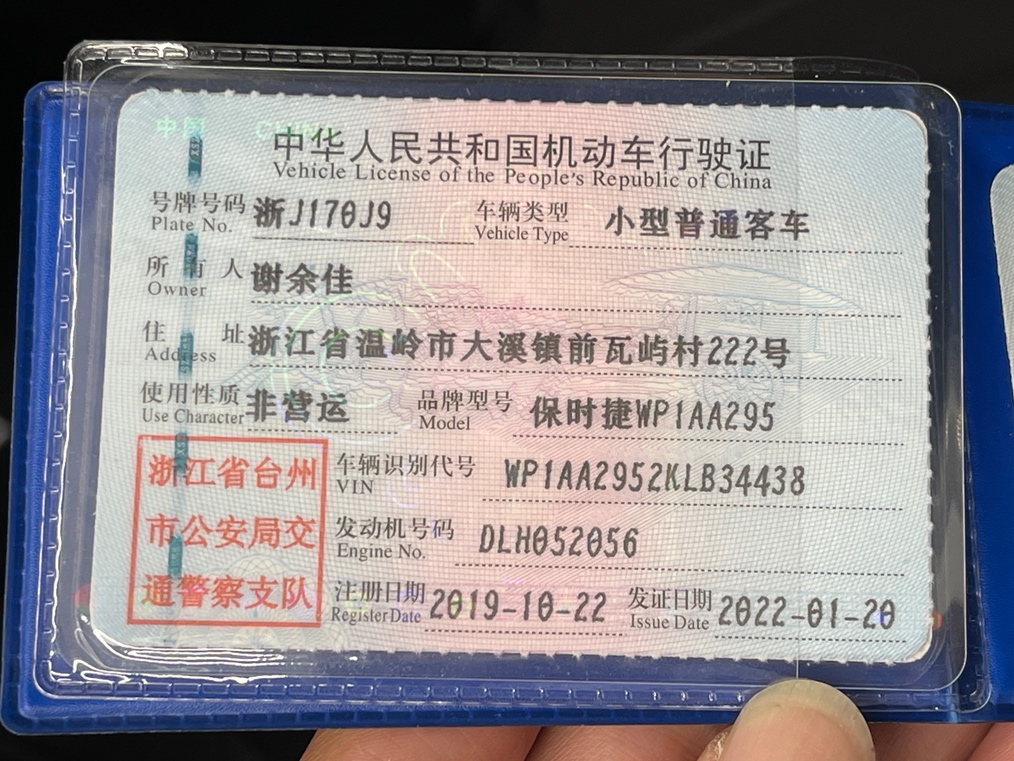 中国 CHINA
中华人民共和国机动车行驶证
Vehicle License of the People's Republic of China
号牌号码 浙J170J9 车辆类型 小型普通客车
Plate No. Vehicle Type
所有人 谢余佳
Owner
住址 浙江省温岭市大溪镇前瓦屿村222号
Address
使用性质 非营运 品牌型号 保时捷WP1AA295
Use Character Model
浙江省台州
市公安局交
通警察支队
车辆识别代号 WP1AA2952KLB34438
VIN
发动机号码 DLH052056
Engine No.
注册日期 2019-10-22 发证日期 2022-01-20
Register Date Issue Date